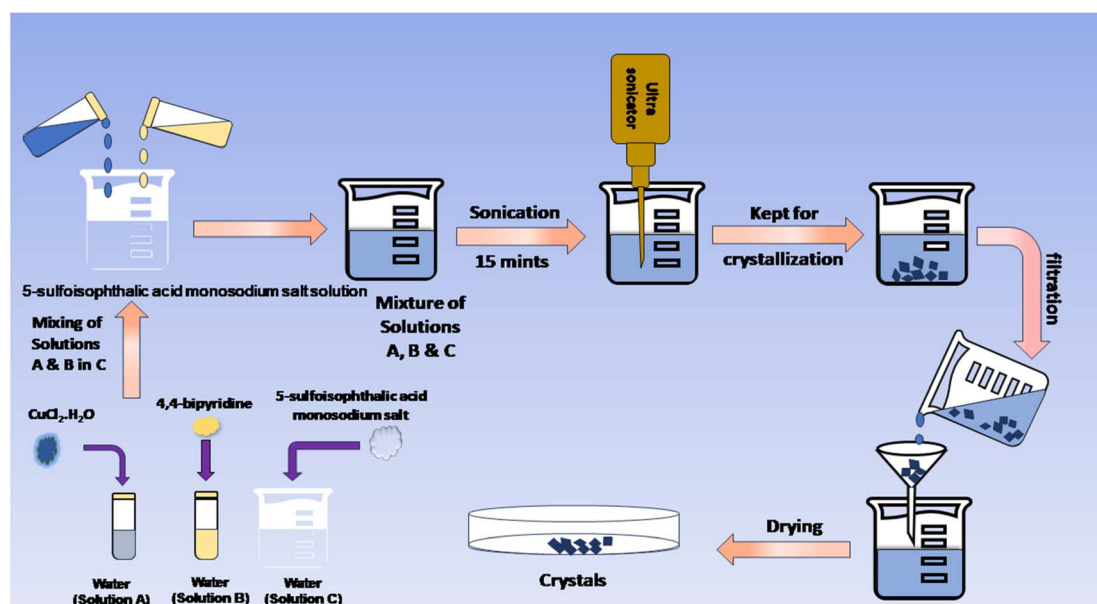 Ultra
sonicator
Sonication
15 mints
Kept for
crystallization
filtration
5-sulfoisophthalic acid monosodium salt solution
Mixture of
Solutions
A, B & C
Mixing of
Solutions
A & B in C
CuCl₂.H₂O
4,4-bipyridine
5-sulfoisophthalic acid
monosodium salt
Water
(Solution A)
Water
(Solution B)
Water
(Solution C)
Drying
Crystals